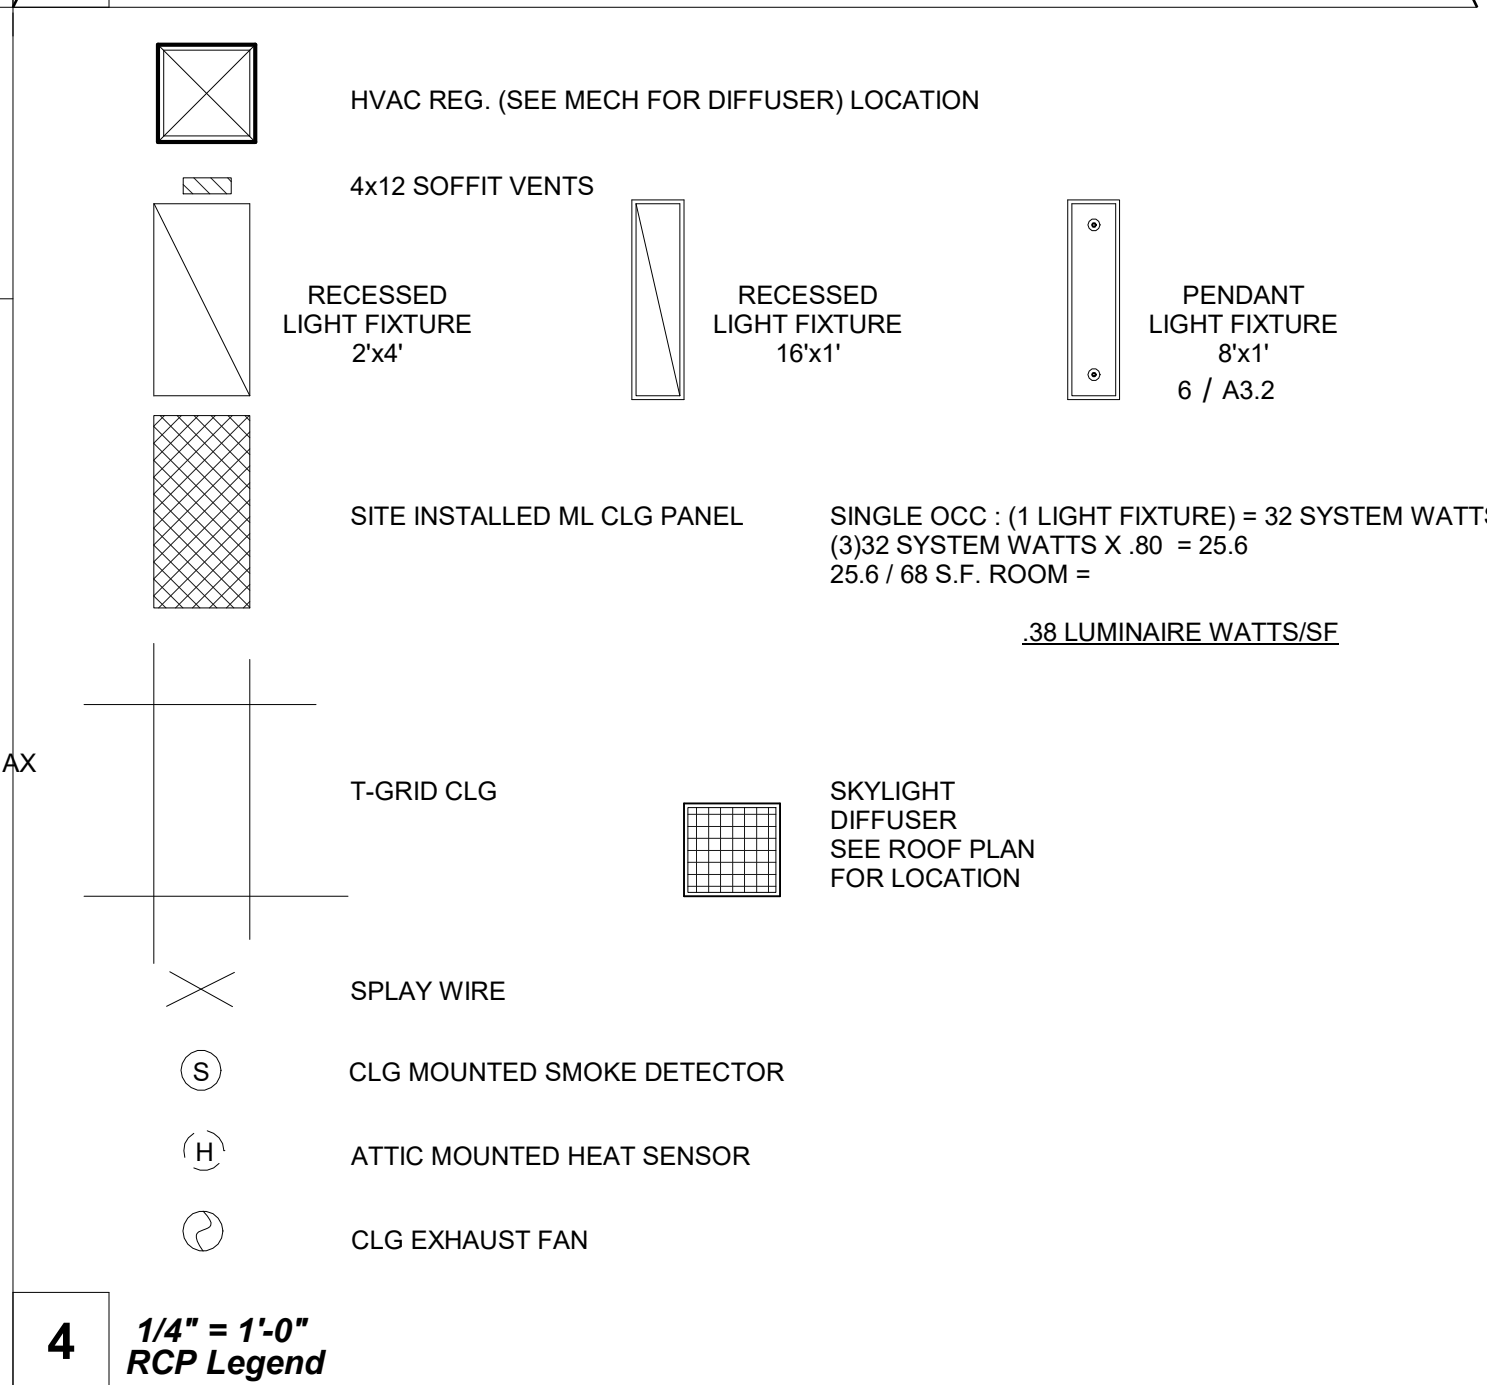 HVAC REG. (SEE MECH FOR DIFFUSER) LOCATION
4x12 SOFFIT VENTS
RECESSED
LIGHT FIXTURE
2'x4'
RECESSED
LIGHT FIXTURE
16'x1'
PENDANT
LIGHT FIXTURE
8'x1'
6 / A3.2
SITE INSTALLED ML CLG PANEL
SINGLE OCC : (1 LIGHT FIXTURE) = 32 SYSTEM WATTS
(3)32 SYSTEM WATTS X .80 = 25.6
25.6 / 68 S.F. ROOM =
.38 LUMINAIRE WATTS/SF
AX
T-GRID CLG
SKYLIGHT
DIFFUSER
SEE ROOF PLAN
FOR LOCATION
SPLAY WIRE
S
CLG MOUNTED SMOKE DETECTOR
H
ATTIC MOUNTED HEAT SENSOR
CLG EXHAUST FAN
4
1/4" = 1'-0"
RCP Legend